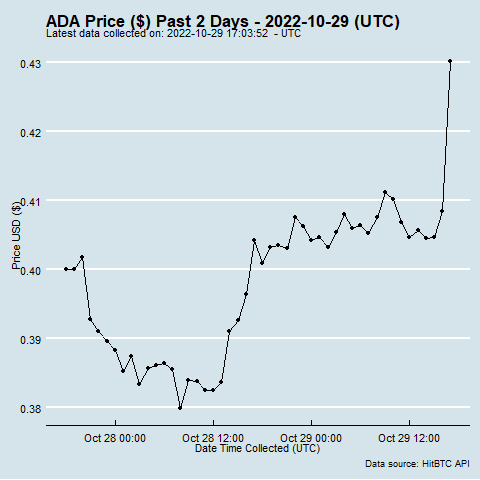 ADA Price ($) Past 2 Days - 2022-10-29 (UTC)
Latest data collected on: 2022-10-29 17:03:52 - UTC
0.43
0.42
0.41
0.40
0.39
0.38
Price USD ($)
Oct 28 00:00 Oct 28 12:00 Oct 29 00:00 Oct 29 12:00
Date Time Collected (UTC)
Data source: HitBTC API